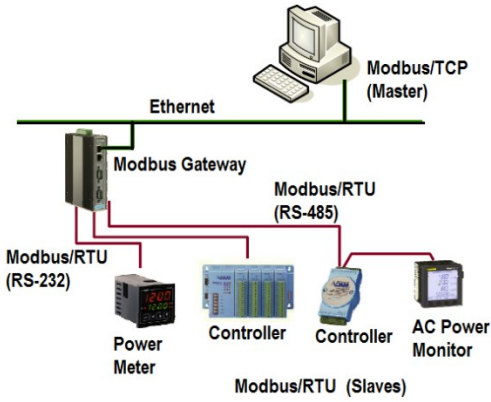 Modbus/TCP
(Master)
Ethernet
Modbus Gateway
Modbus/RTU
(RS-485)
Modbus/RTU
(RS-232)
Power
Meter
Controller
Controller
AC Power
Monitor
Modbus/RTU (Slaves)